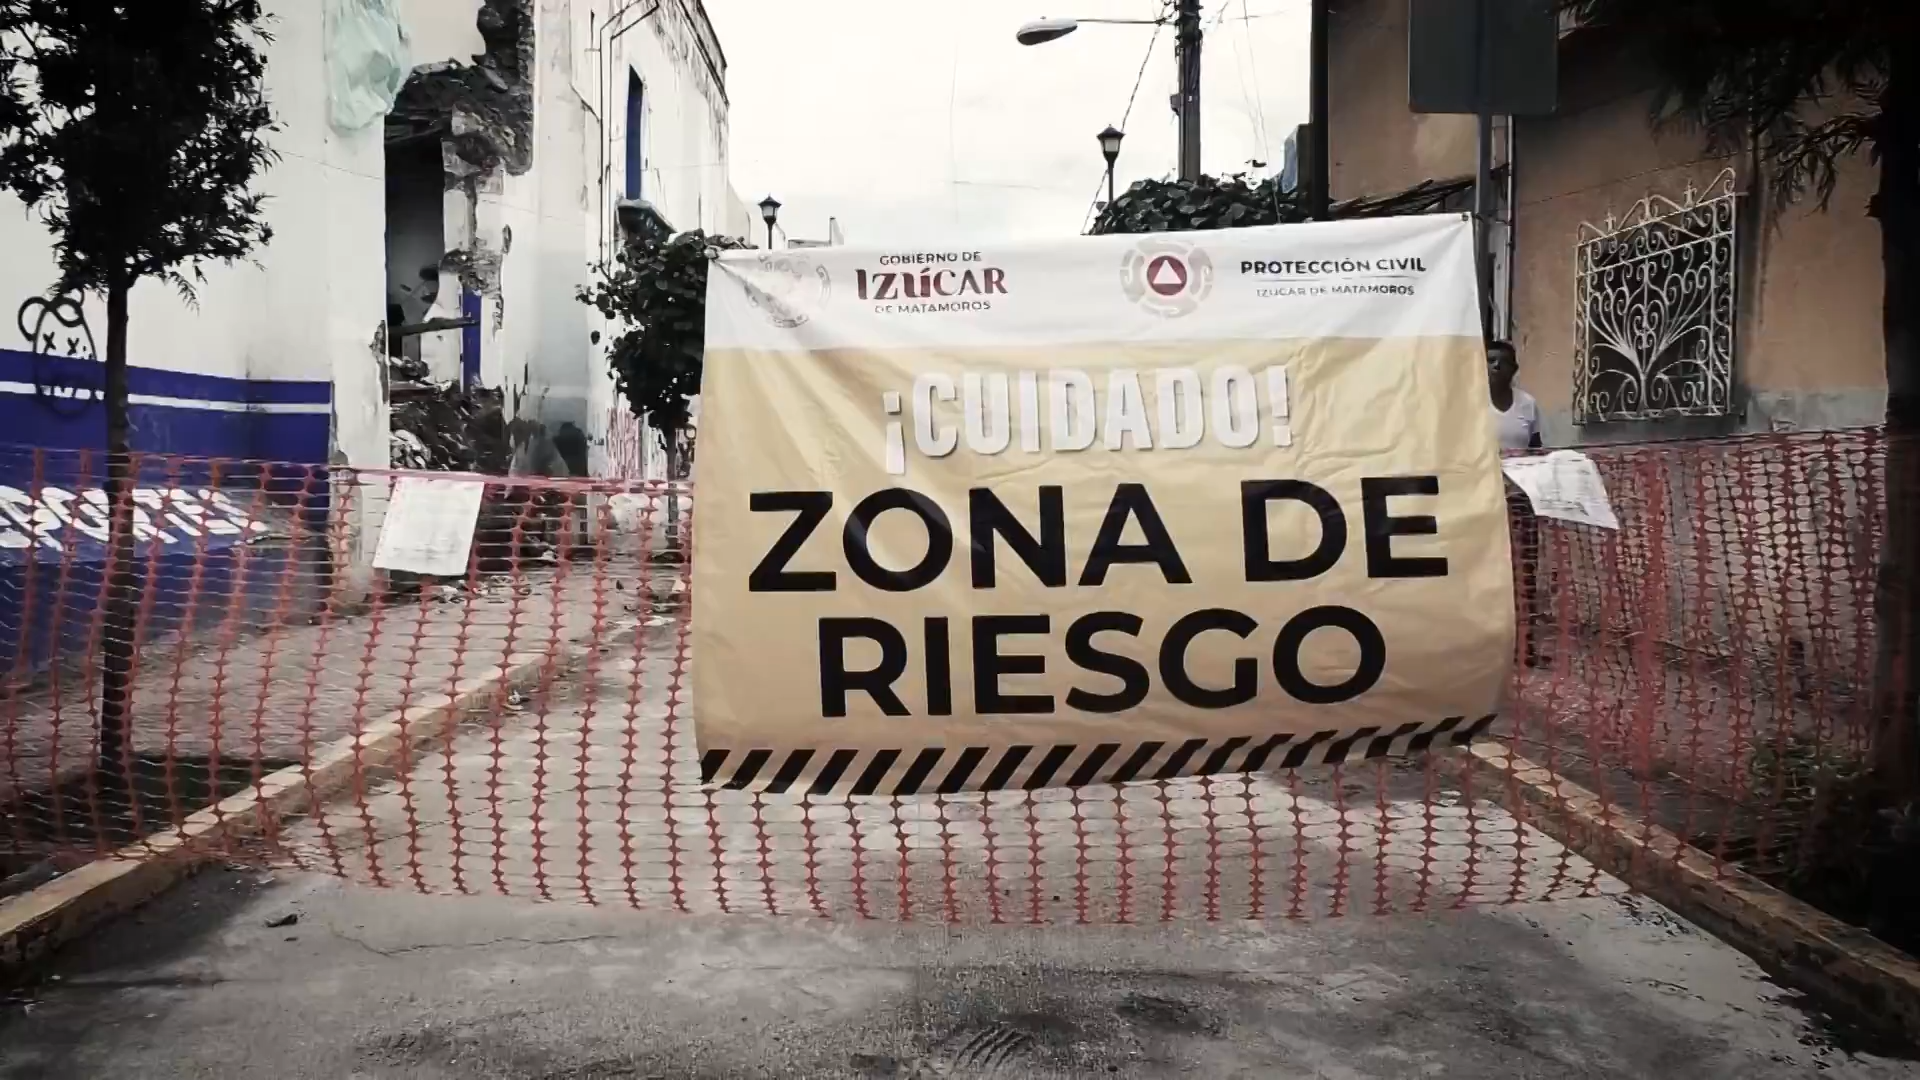 GOBIERNO DE
IZÚCAR
DE MATAMOROS
PROTECCIÓN CIVIL
IZÚCAR DE MATAMOROS
¡CUIDADO!
ZONA DE
RIESGO